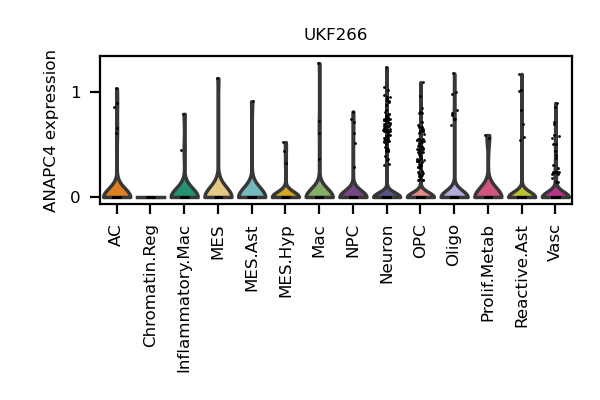 UKF266
ANAPC4 expression
1
0
AC
Chromatin.Reg
Inflammatory.Mac
MES
MES.Ast
MES.Hyp
Mac
NPC
Neuron
OPC
Oligo
Prolif.Metab
Reactive.Ast
Vasc